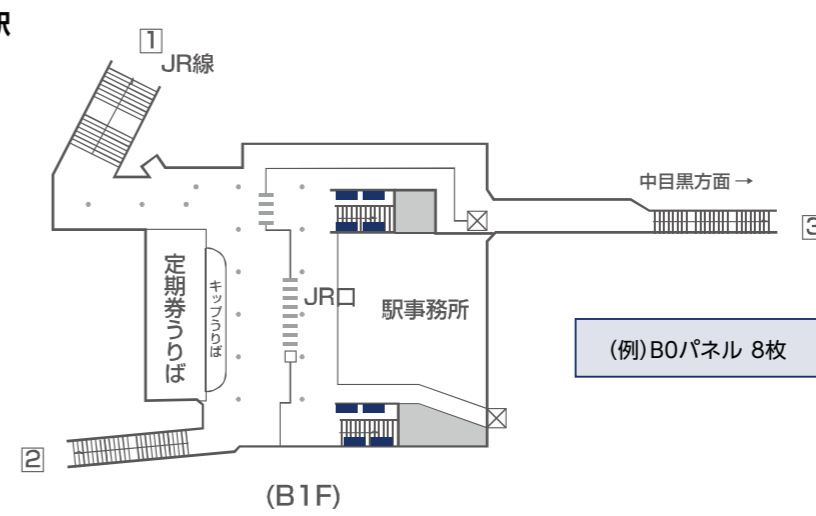 駅
1
JR線
中目黒方面 →
3
定期券うりば
キップうりば
JR口
駅事務所
(例)B0パネル 8枚
2
(B1F)